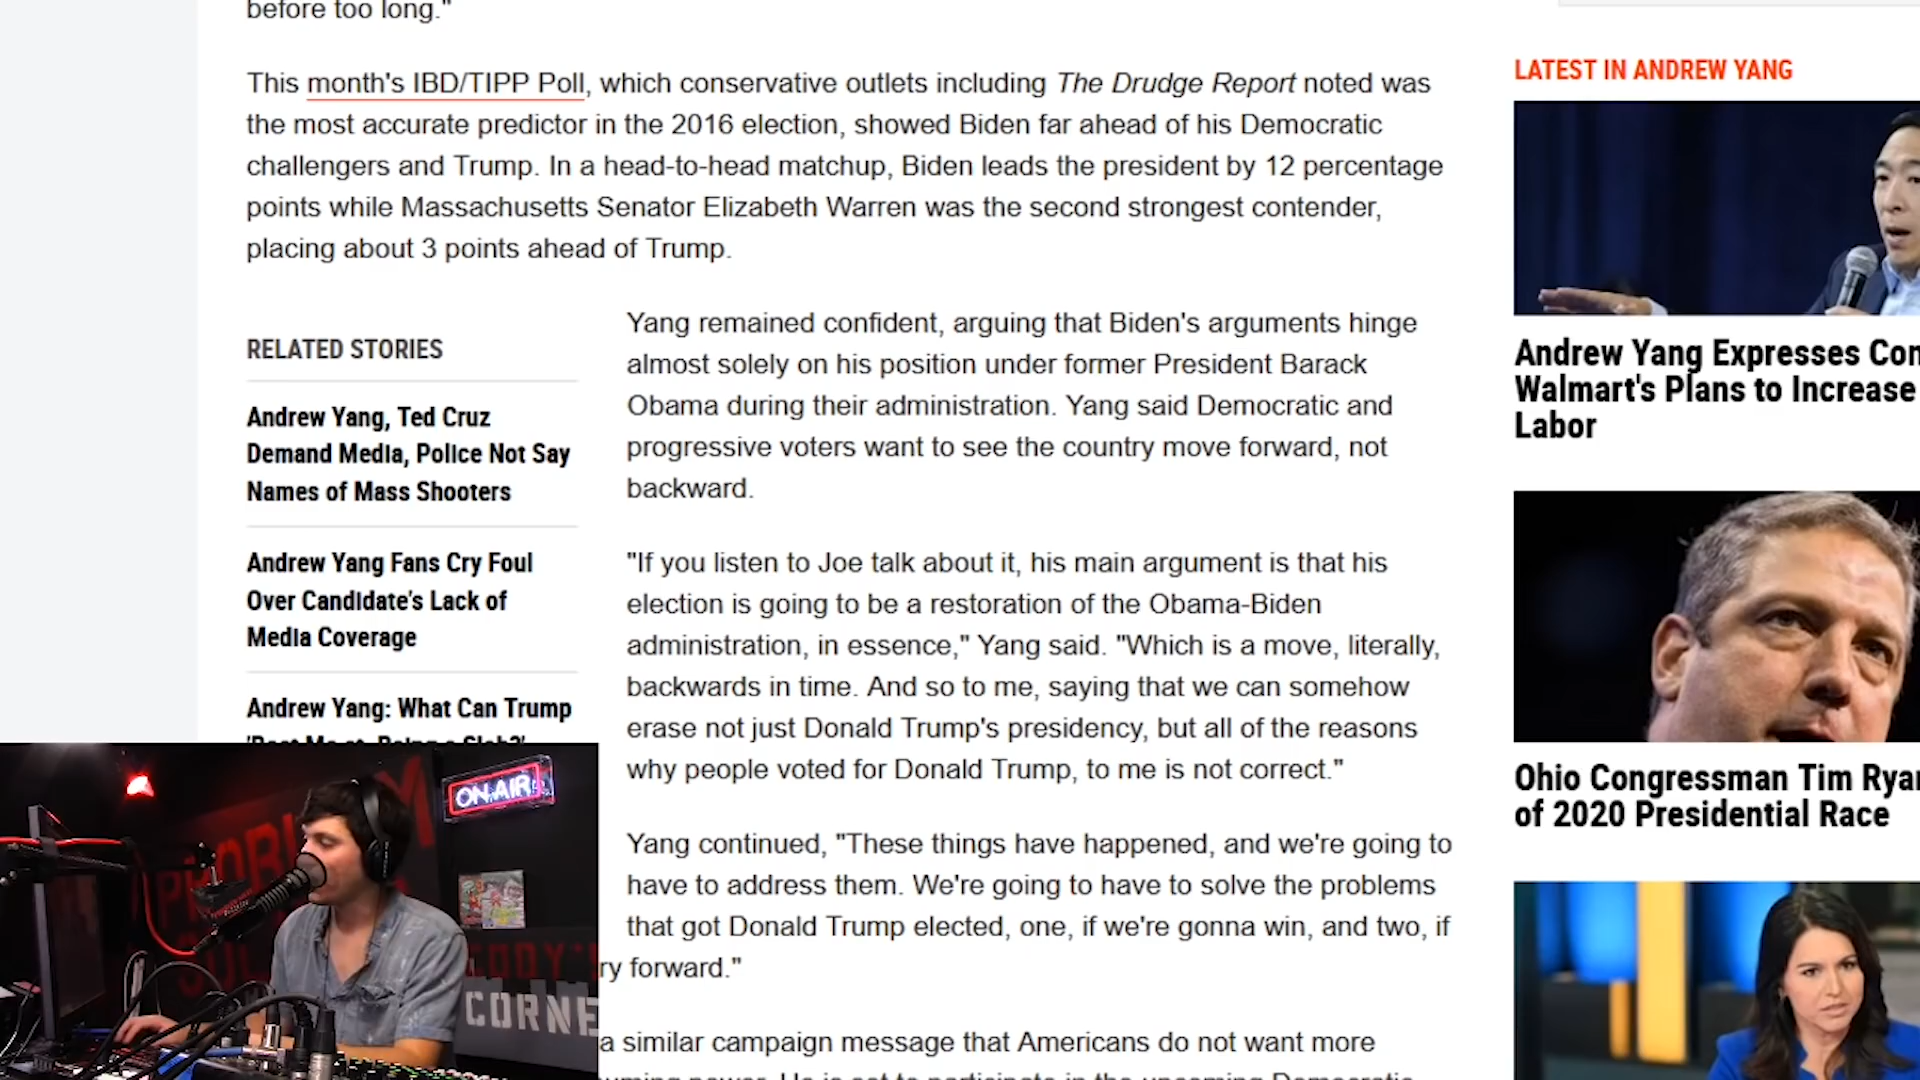 before too long."
This month's IBD/TIPP Poll, which conservative outlets including The Drudge Report noted was
the most accurate predictor in the 2016 election, showed Biden far ahead of his Democratic
challengers and Trump. In a head-to-head matchup, Biden leads the president by 12 percentage
points while Massachusetts Senator Elizabeth Warren was the second strongest contender,
placing about 3 points ahead of Trump.
RELATED STORIES
Andrew Yang, Ted Cruz
Demand Media, Police Not Say
Names of Mass Shooters
Andrew Yang Fans Cry Foul
Over Candidate's Lack of
Media Coverage
Andrew Yang: What Can Trump
Yang remained confident, arguing that Biden's arguments hinge
almost solely on his position under former President Barack
Obama during their administration. Yang said Democratic and
progressive voters want to see the country move forward, not
backward.
"If you listen to Joe talk about it, his main argument is that his
election is going to be a restoration of the Obama-Biden
administration, in essence," Yang said. "Which is a move, literally,
backwards in time. And so to me, saying that we can somehow
erase not just Donald Trump's presidency, but all of the reasons
why people voted for Donald Trump, to me is not correct."
Yang continued, "These things have happened, and we're going to
have to address them. We're going to have to solve the problems
that got Donald Trump elected, one, if we're gonna win, and two, if
ry forward."
a similar campaign message that Americans do not want more
LATEST IN ANDREW YANG
Andrew Yang Expresses Con
Walmart's Plans to Increase
Labor
Ohio Congressman Tim Rya
of 2020 Presidential Race
ON AIR
CORNE